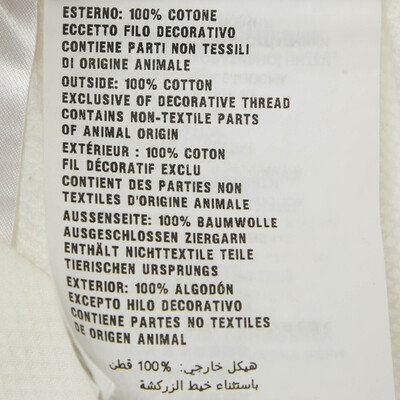 ESTERNO: 100% COTONE
ECCETTO FILO DECORATIVO
CONTIENE PARTI NON TESSILI
DI ORIGINE ANIMALE
OUTSIDE: 100% COTTON
EXCLUSIVE OF DECORATIVE THREAD
CONTAINS NON-TEXTILE PARTS
OF ANIMAL ORIGIN
EXTÉRIEUR : 100% COTON
FIL DÉCORATIF EXCLU
CONTIENT DES PARTIES NON
TEXTILES D'ORIGINE ANIMALE
AUSSENSEITE: 100% BAUMWOLLE
AUSGESCHLOSSEN ZIERGARN
ENTHÄLT NICHTTEXTILE TEILE
TIERISCHEN URSPRUNGS
EXTERIOR: 100% ALGODÓN
EXCEPTO HILO DECORATIVO
CONTIENE PARTES NO TEXTILES
DE ORIGEN ANIMAL
هيكل خارجي: 100% قطن
باستثناء خيط الزركشة